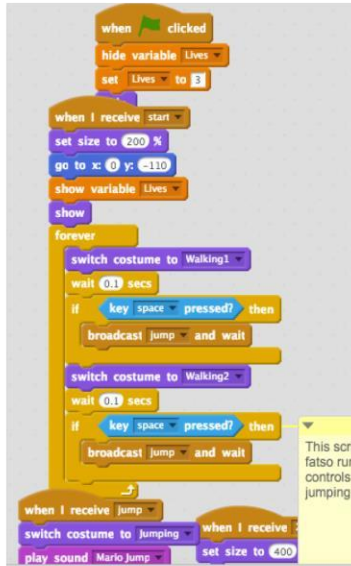 when clicked
hide variable Lives
set Lives to 3
when I receive start
set size to 200 %
go to x: 0 y: -110
show variable Lives
show
forever
switch costume to Walking1
wait 0.1 secs
if key space pressed? then
broadcast jump and wait
switch costume to Walking2
wait 0.1 secs
if key space pressed? then
broadcast jump and wait
This scr
fatso ru
controls
jumping
when I receive jump
switch costume to Jumping
play sound Mario Jump
when I receive
set size to 400